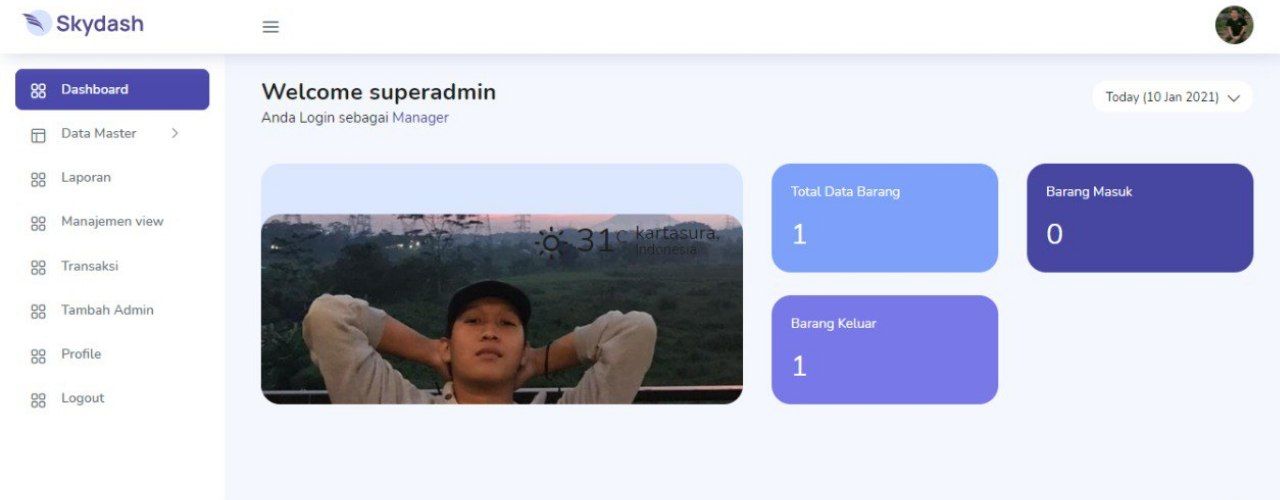 Skydash
Dashboard
Data Master
Laporan
Manajemen view
Transaksi
Tambah Admin
Profile
Logout
Welcome superadmin
Anda Login sebagai Manager
Today (10 Jan 2021)
31C kartasura,
Indonesia
Total Data Barang
1
Barang Masuk
0
Barang Keluar
1